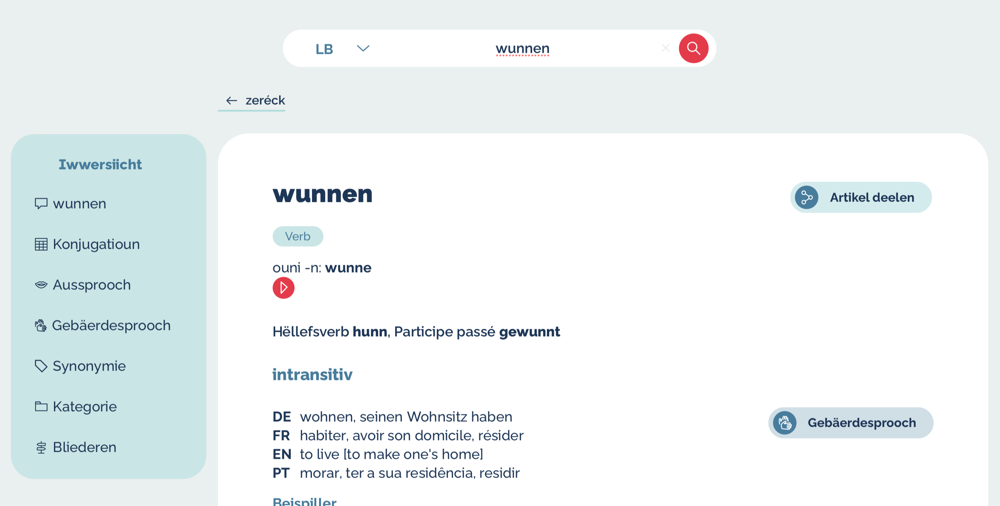 LB wunnen
zeréck
Iwwersiicht
wunnen
Konjugatioun
Aussprooch
Gebäerdesprooch
Synonymie
Kategorie
Bliederen
wunnen
Artikel deelen
Verb
ouni -n: wunne
Hëllefsverb hunn, Participe passé gewunnt
intransitiv
DE wohnen, seinen Wohnsitz haben
FR habiter, avoir son domicile, résider
EN to live [to make one's home]
PT morar, ter a sua residência, residir
Gebäerdesprooch
Beispiller